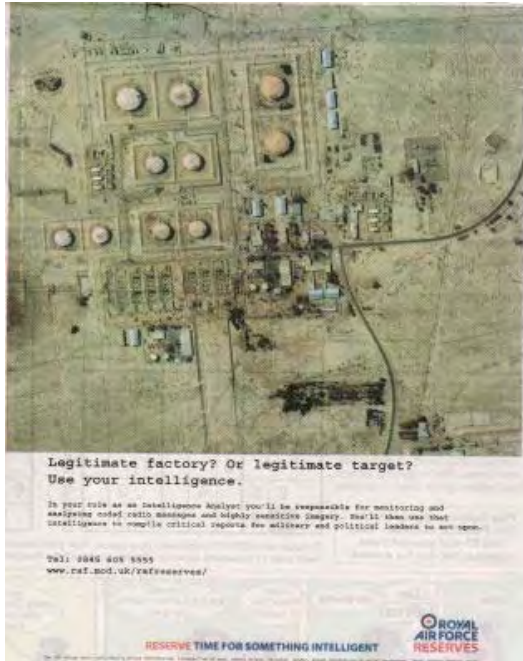 Legitimate factory? Or legitimate target?
Use your intelligence.
In your role as an Intelligence Analyst you'll be responsible for monitoring and
analysing coded radio messages and highly sensitive imagery. You'll then use that
intelligence to compile critical reports for military and political leaders to act upon.
Tel: 0845 605 5555
www.raf.mod.uk/rafreserves/
RESERVE TIME FOR SOMETHING INTELLIGENT
ROYAL
AIR FORCE
RESERVES